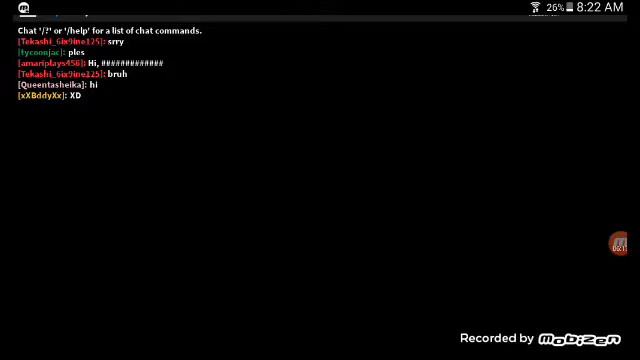 26% 8:22 AM
Chat '/?' or '/help' for a list of chat commands.
[Tekashi_6ix9ine125]: srry
[tycoonjac]: ples
[amariplays456]: Hi, #############
[Tekashi_6ix9ine125]: bruh
[Queentasheika]: hi
[xXBddyXx]: XD
Recorded by Mobizen